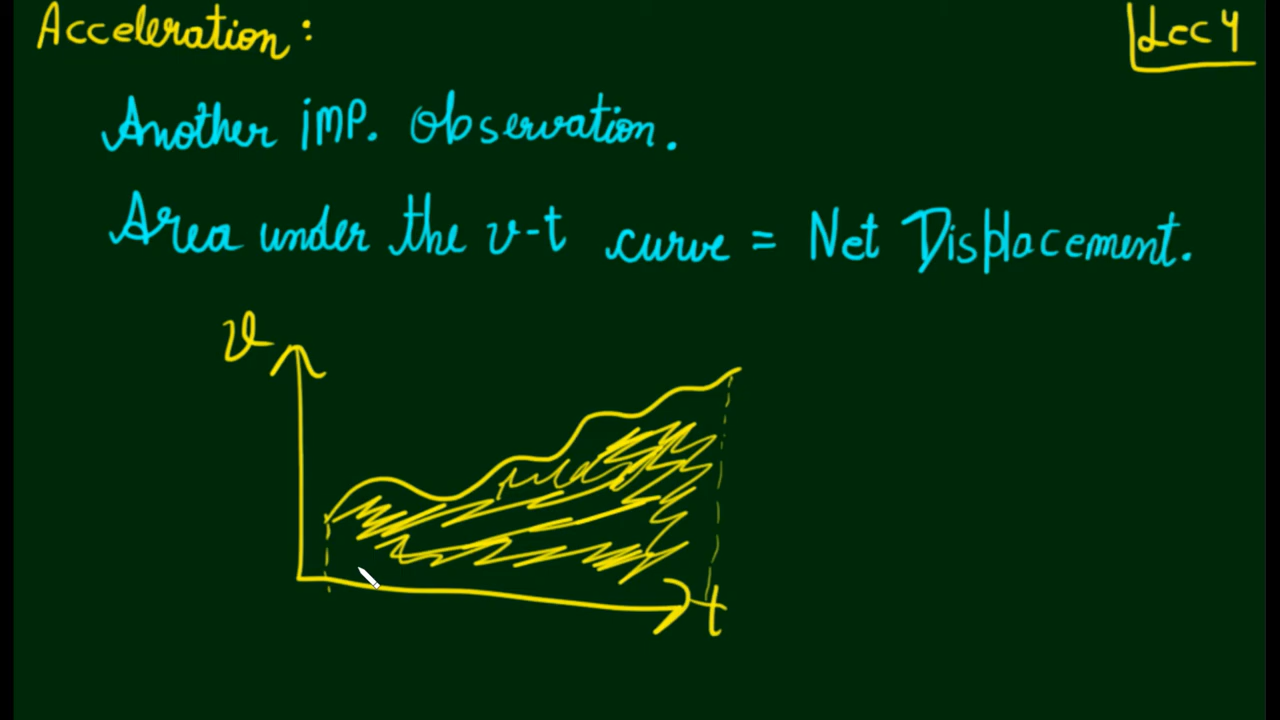 Acceleration:
Lec 4
Another imp. Observation.
Area under the v-t curve = Net Displacement.
v
t